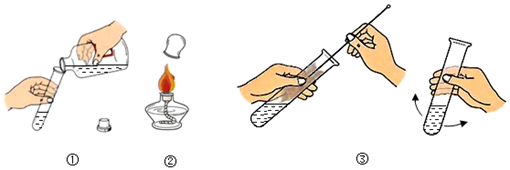 ① ② ③